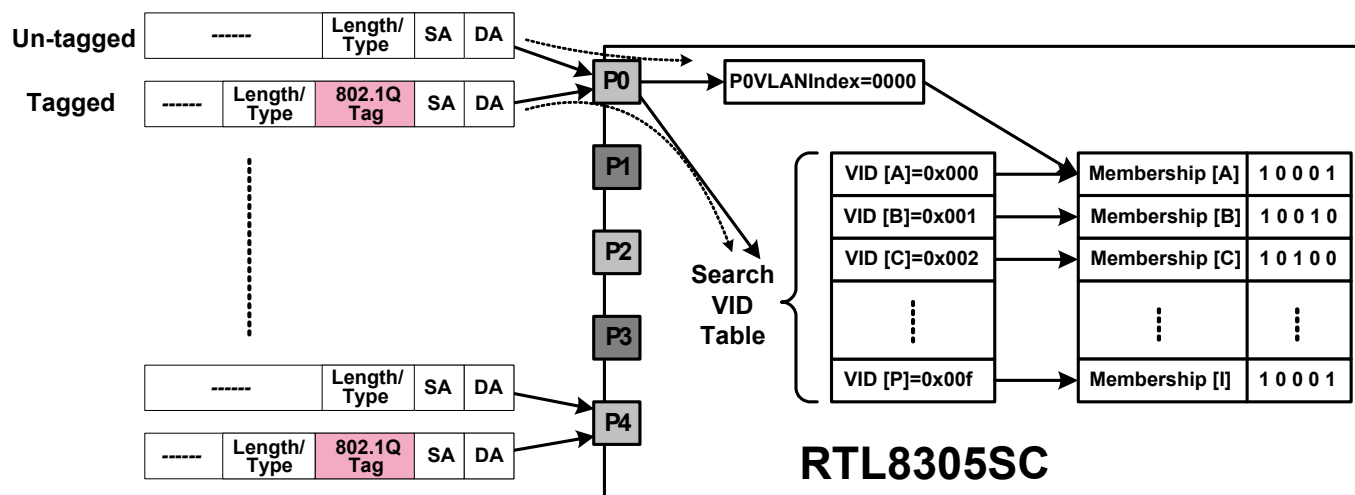 Un-tagged
------ Length/ Type SA DA
Tagged
------ Length/ Type 802.1Q Tag SA DA
P0
P0VLANIndex=0000
P1
P2
P3
P4
Search
VID
Table
VID [A]=0x000 Membership [A] 1 0 0 0 1
VID [B]=0x001 Membership [B] 1 0 0 1 0
VID [C]=0x002 Membership [C] 1 0 1 0 0
VID [P]=0x00f Membership [I] 1 0 0 0 1
------ Length/ Type SA DA
------ Length/ Type 802.1Q Tag SA DA
RTL8305SC